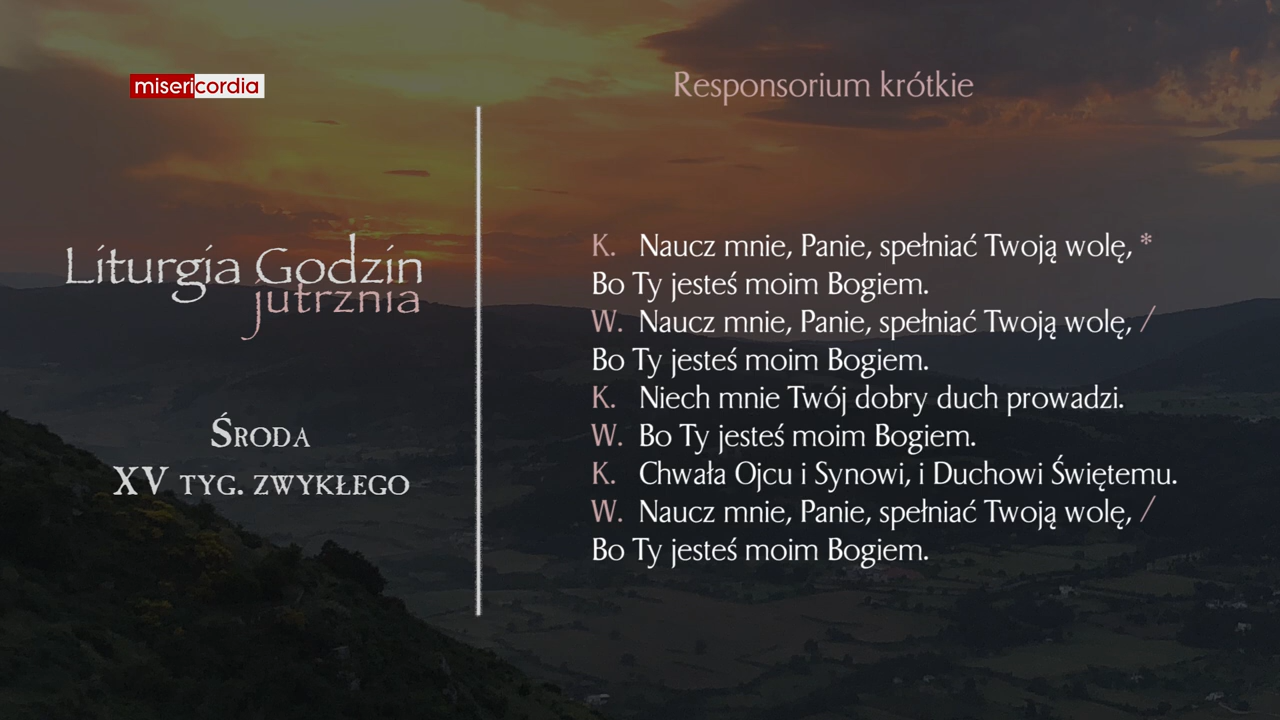 misericordia
Liturgia Godzin
jutrznia
Środa
XV tyg. zwykłego
Responsorium krótkie
K. Naucz mnie, Panie, spełniać Twoją wolę, *
Bo Ty jesteś moim Bogiem.
W. Naucz mnie, Panie, spełniać Twoją wolę, /
Bo Ty jesteś moim Bogiem.
K. Niech mnie Twój dobry duch prowadzi.
W. Bo Ty jesteś moim Bogiem.
K. Chwała Ojcu i Synowi, i Duchowi Świętemu.
W. Naucz mnie, Panie, spełniać Twoją wolę, /
Bo Ty jesteś moim Bogiem.